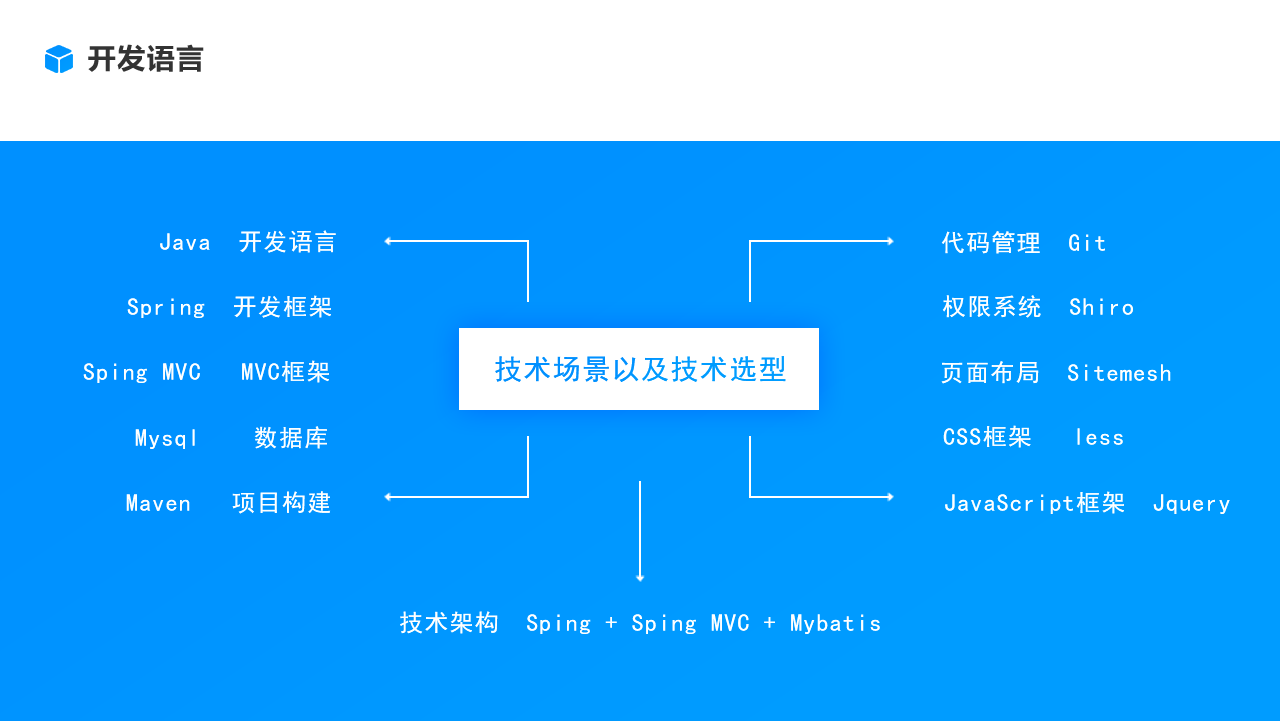 开发语言
Java 开发语言
Spring 开发框架
Sping MVC MVC框架
Mysql 数据库
Maven 项目构建
技术场景以及技术选型
代码管理 Git
权限系统 Shiro
页面布局 Sitemesh
CSS框架 less
JavaScript框架 Jquery
技术架构 Sping + Sping MVC + Mybatis